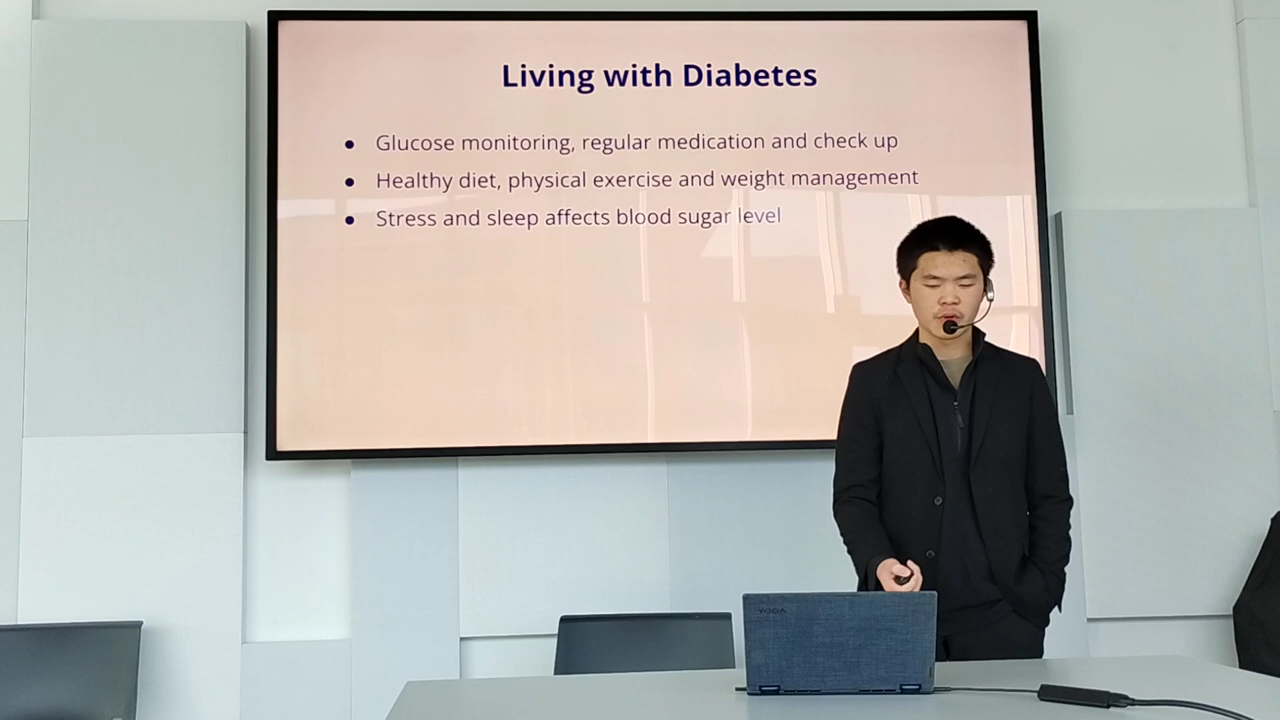 Living with Diabetes
● Glucose monitoring, regular medication and check up
● Healthy diet, physical exercise and weight management
● Stress and sleep affects blood sugar level
YOGA